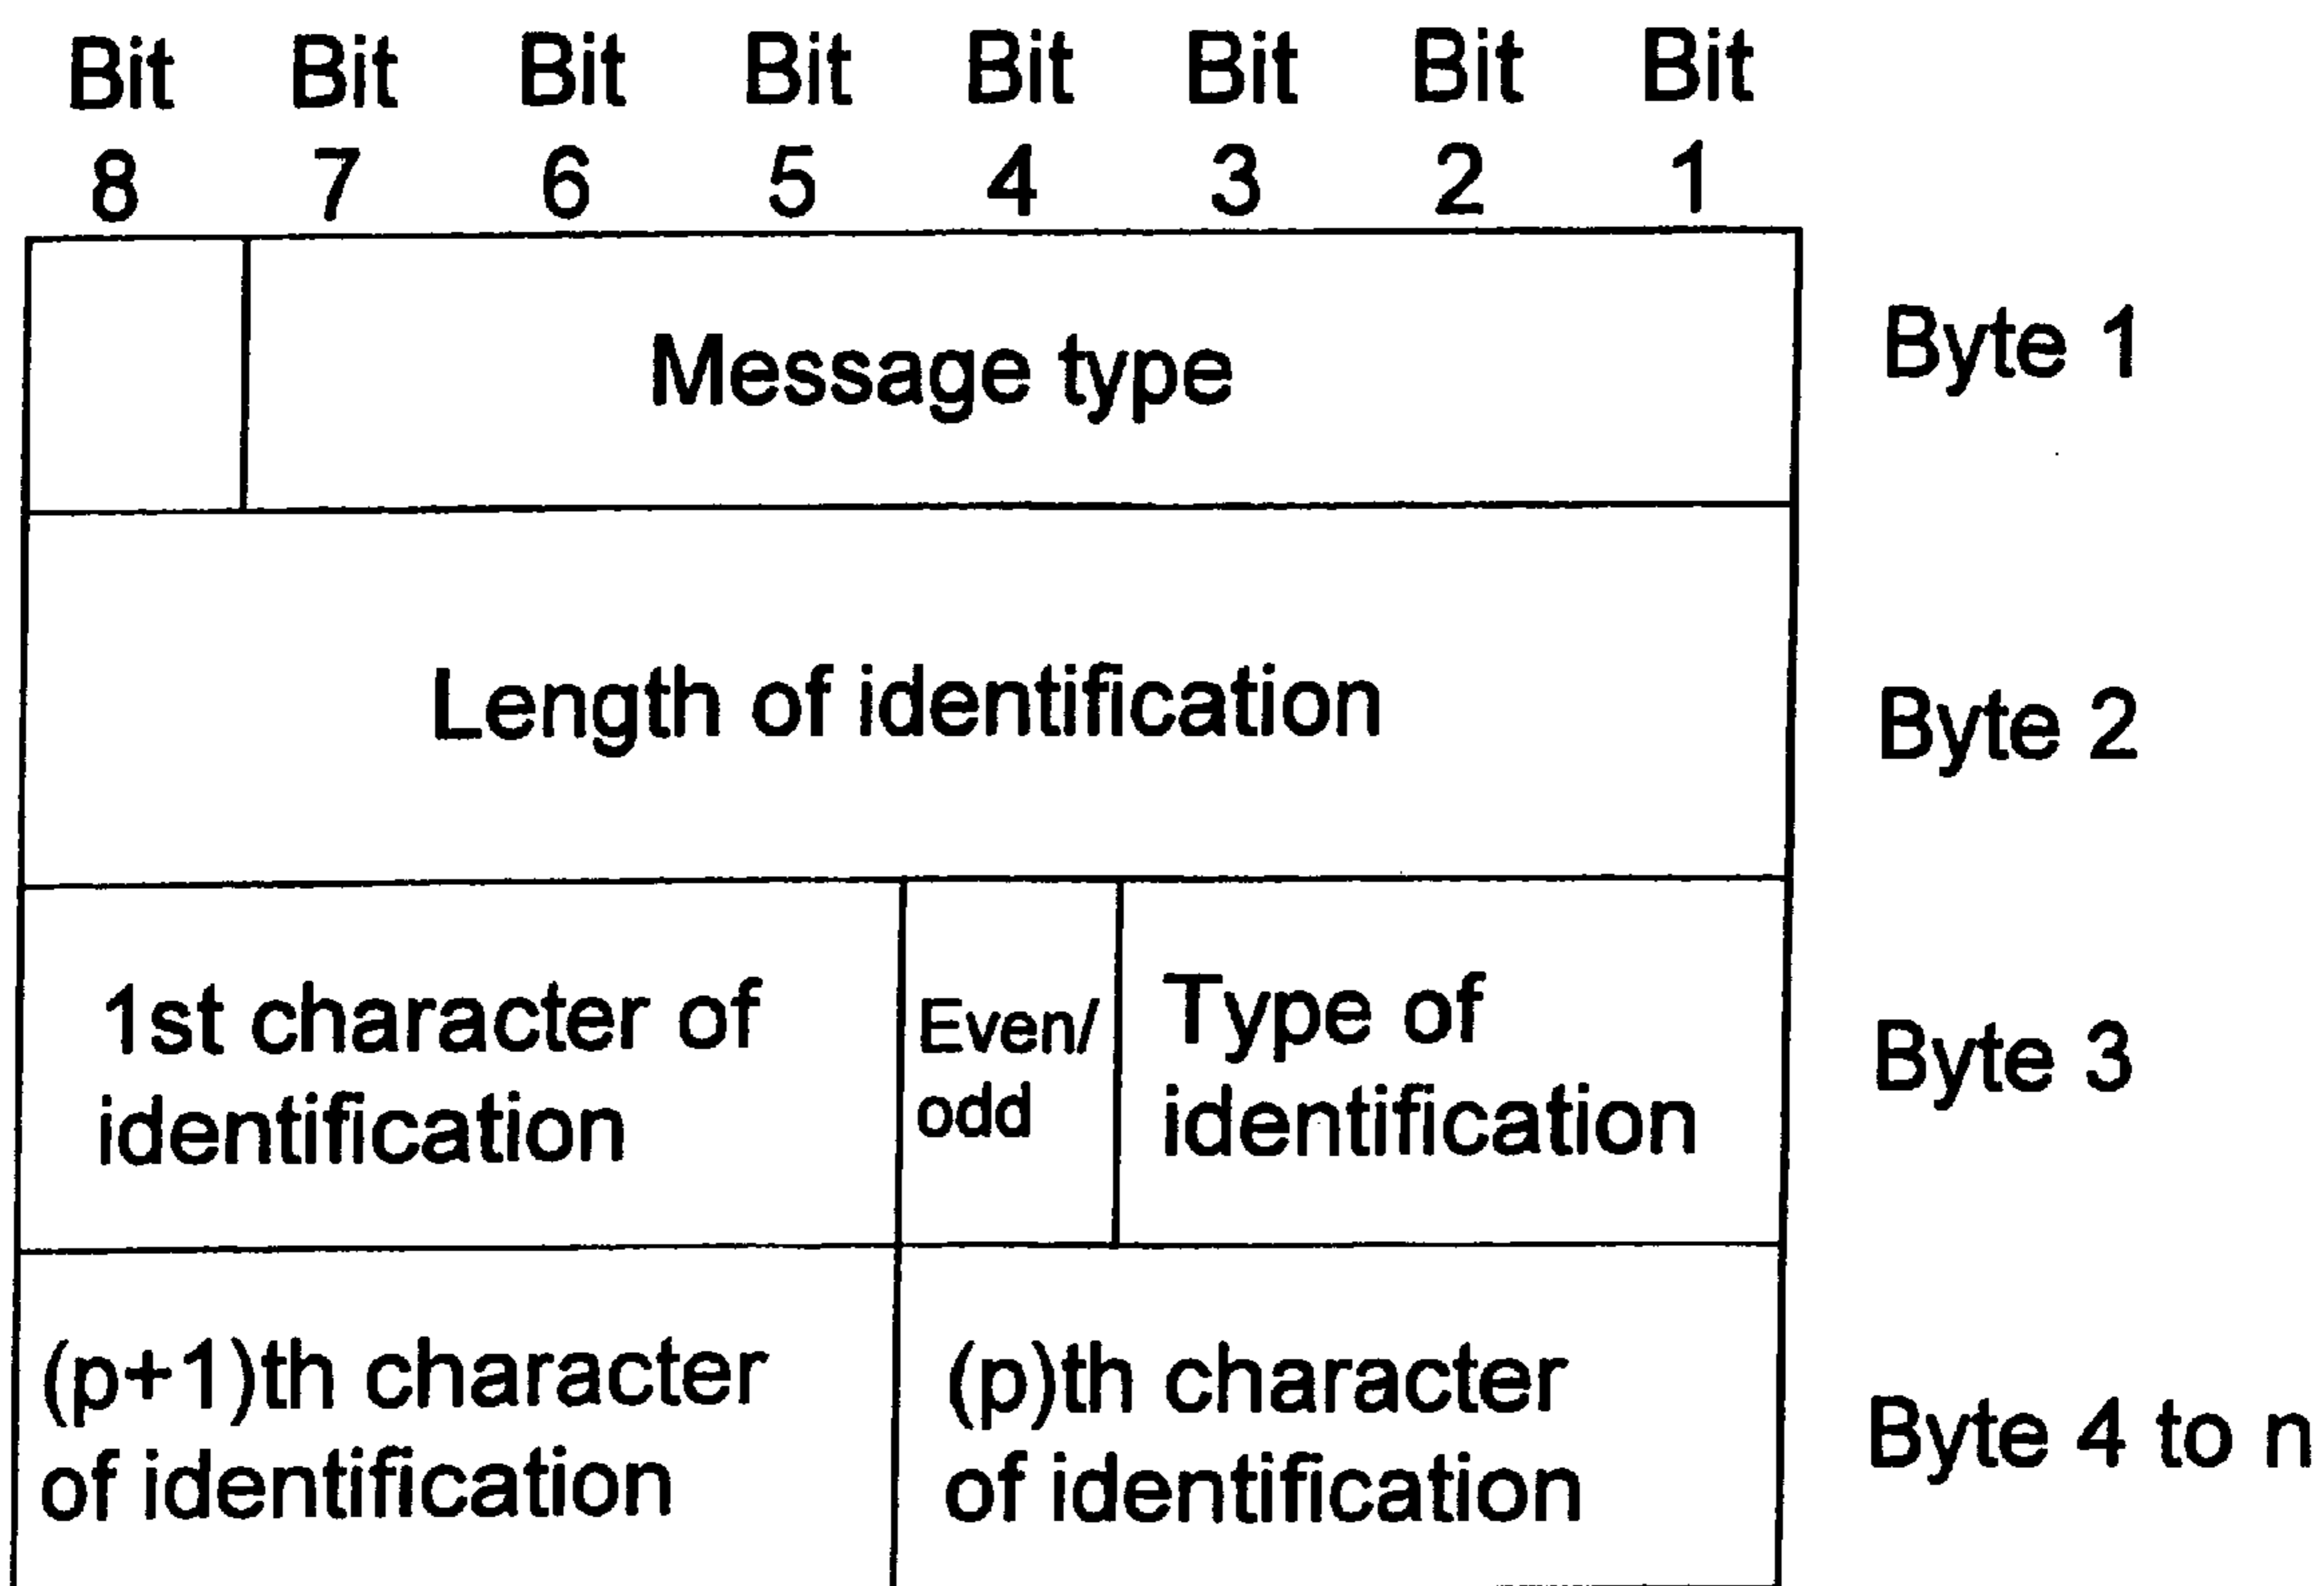 Bit Bit Bit Bit Bit Bit Bit Bit
8 7 6 5 4 3 2 1
Message type
Byte 1
Length of identification
Byte 2
1st character of
identification
Even/
odd
Type of
identification
Byte 3
(p+1)th character
of identification
(p)th character
of identification
Byte 4 to n